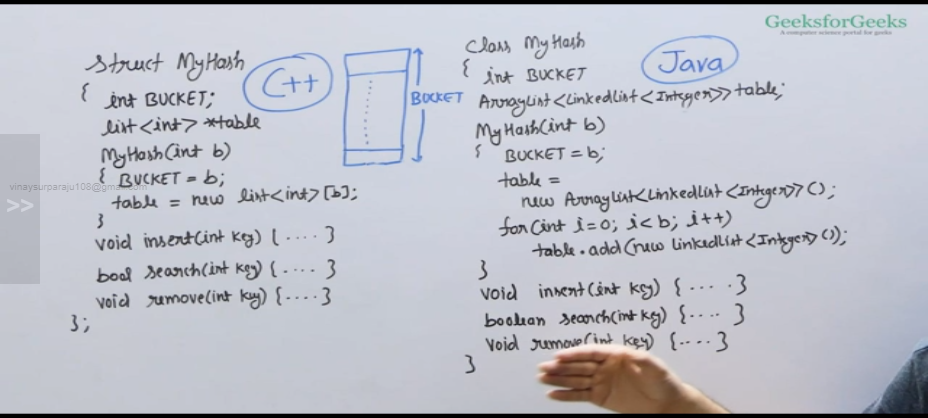 GeeksforGeeks
A computer science portal for geeks
struct MyHash
{ int BUCKET;
list<int> *table
MyHash(int b)
{ BUCKET = b;
table = new list<int>[b];
}
void insert(int key) { .... }
bool search(int key) { .... }
void remove(int key) { .... }
};
C++
BUCKET
class MyHash
{ int BUCKET
ArrayList<LinkedList<Integer>> table;
MyHash(int b)
{ BUCKET = b;
table =
new ArrayList<LinkedList<Integer>>();
for(int i=0; i<b; i++)
table.add(new LinkedList<Integer>());
}
void insert(int key) { .... }
boolean search(int key) { .... }
void remove(int key) { .... }
}
Java
vinaysurparaju108@gmail.com
>>